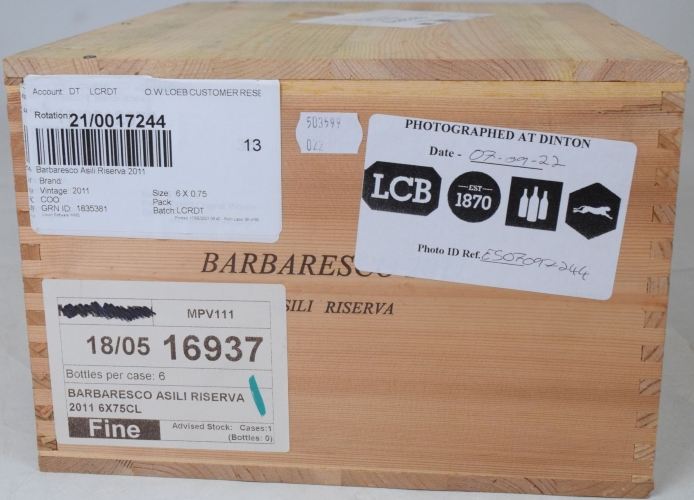 Account. DT LCRDT O W LOEB CUSTOMER RESE
Rotation: 21/0017244
13
Barbaresco Asili Riserva 2011
Brand:
Vintage: 2011
Size: 6 X 0.75
COO
Pack:
GRN ID.: 1835381
Batch: LCRDT
503599
022
PHOTOGRAPHED AT DINTON
Date - 07-09-22
LCB
EST
1870
Photo ID Ref.
BARBARESCO
ASILI RISERVA
MPV111
18/05 16937
Bottles per case: 6
BARBARESCO ASILI RISERVA
2011 6X75CL
Fine
Advised Stock: Cases:1
(Bottles: 0)